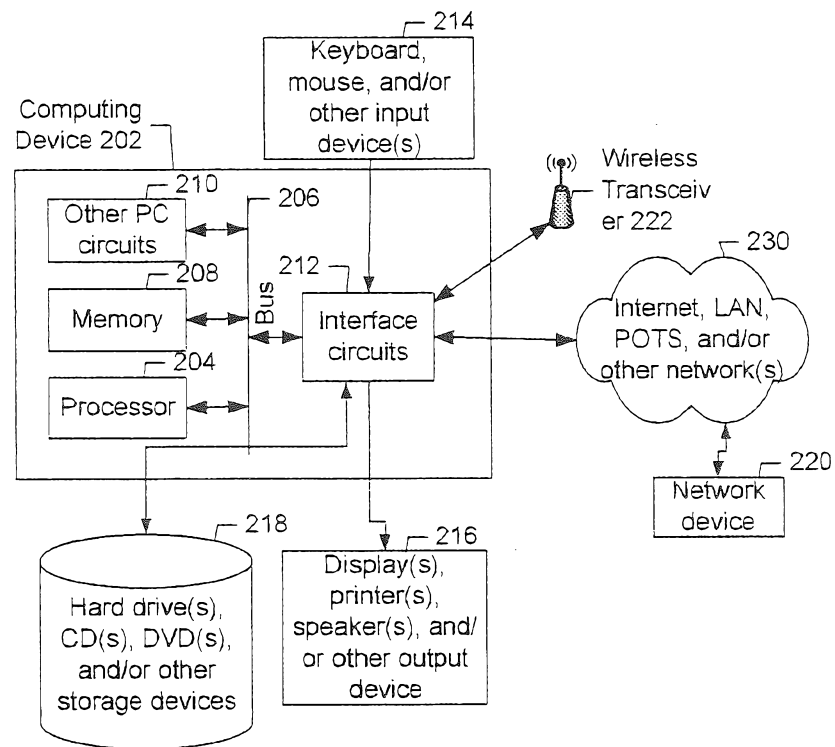 214
Keyboard,
mouse, and/or
other input
device(s)
Computing
Device 202
210
Other PC
circuits
206
208
Memory
204
Processor
Bus
212
Interface
circuits
Wireless
Transceiv
er 222
230
Internet, LAN,
POTS, and/or
other network(s)
220
Network
device
218
Hard drive(s),
CD(s), DVD(s),
and/or other
storage devices
216
Display(s),
printer(s),
speaker(s), and/
or other output
device